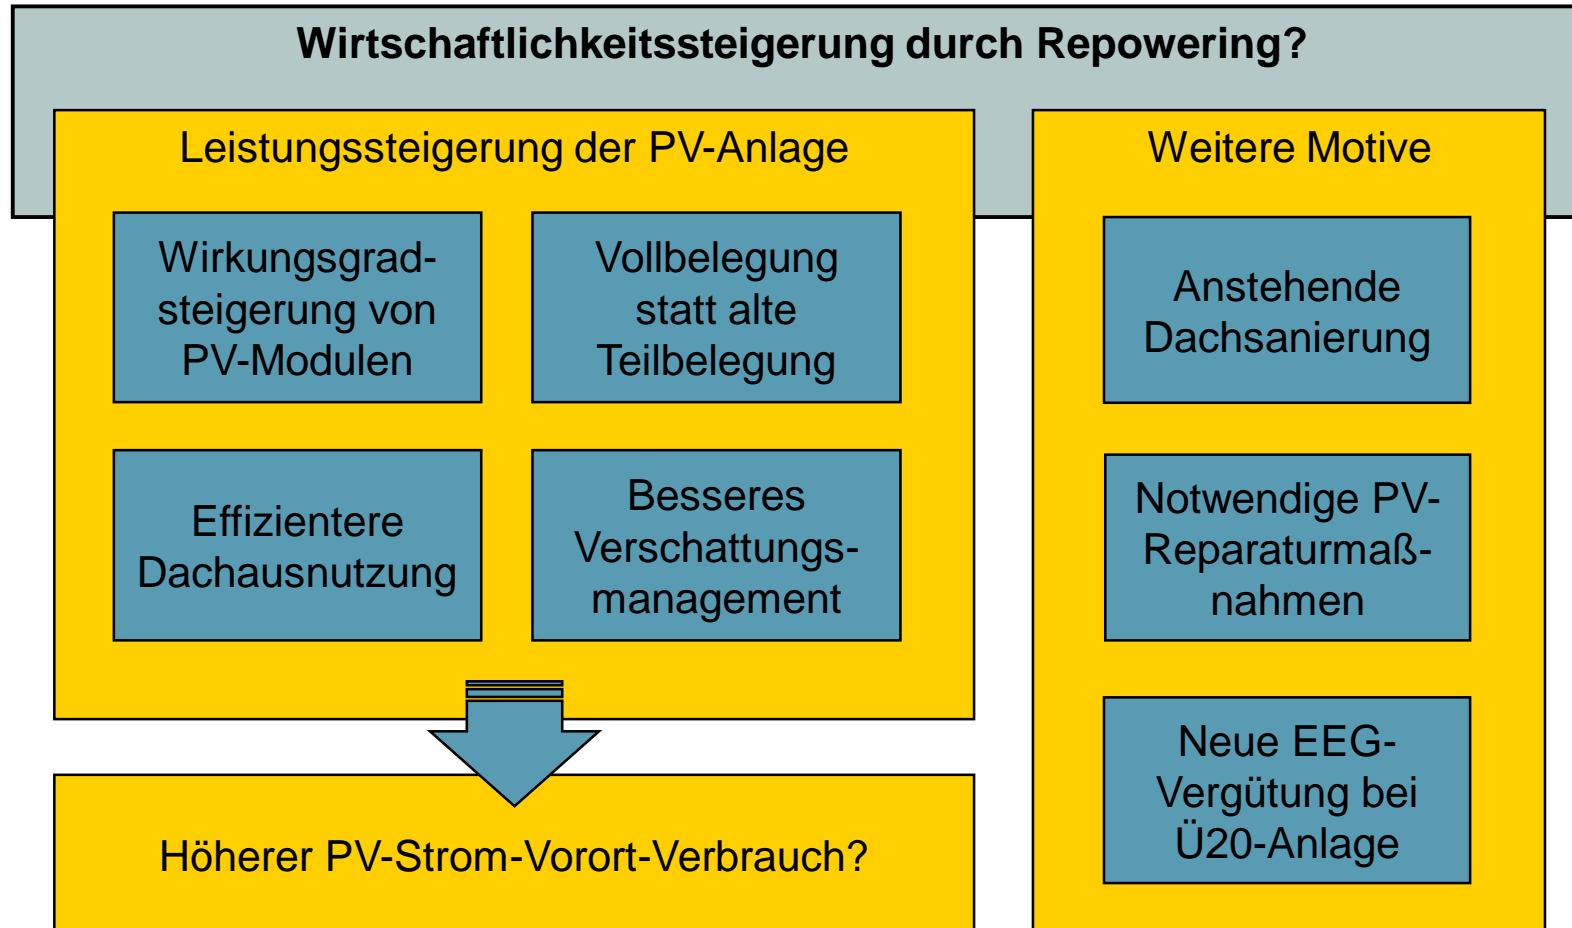 Wirtschaftlichkeitssteigerung durch Repowering?
Leistungssteigerung der PV-Anlage
Wirkungsgrad-
steigerung von
PV-Modulen
Vollbelegung
statt alte
Teilbelegung
Effizientere
Dachausnutzung
Besseres
Verschattungs-
management
Höherer PV-Strom-Vorort-Verbrauch?
Weitere Motive
Anstehende
Dachsanierung
Notwendige PV-
Reparaturmaß-
nahmen
Neue EEG-
Vergütung bei
Ü20-Anlage